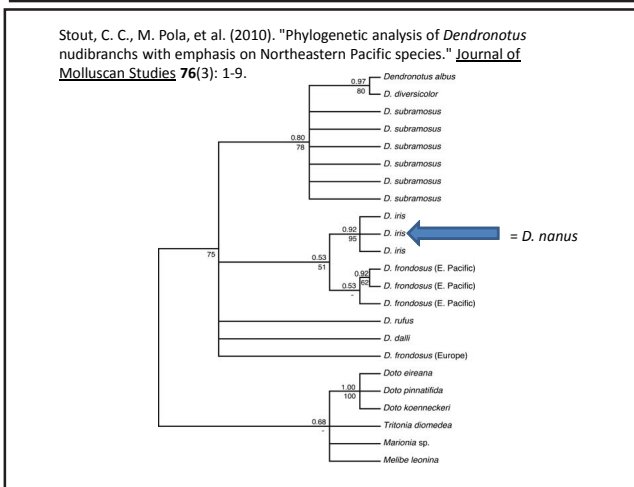 Stout, C. C., M. Pola, et al. (2010). "Phylogenetic analysis of Dendronotus
nudibranchs with emphasis on Northeastern Pacific species." Journal of
Molluscan Studies 76(3): 1-9.
0.97
80
Dendronotus albus
D. diversicolor
D. subramosus
0.80
78
D. subramosus
D. subramosus
D. subramosus
D. subramosus
D. subramosus
D. iris
0.92
95
D. iris
= D. nanus
D. iris
75
0.53
51
D. frondosus (E. Pacific)
0.92
62
D. frondosus (E. Pacific)
0.53
-
D. frondosus (E. Pacific)
D. rufus
D. dalli
D. frondosus (Europe)
Doto eireana
1.00
100
Doto pinnatifida
Doto koenneckeri
0.68
-
Tritonia diomedea
Marionia sp.
Melibe leonina